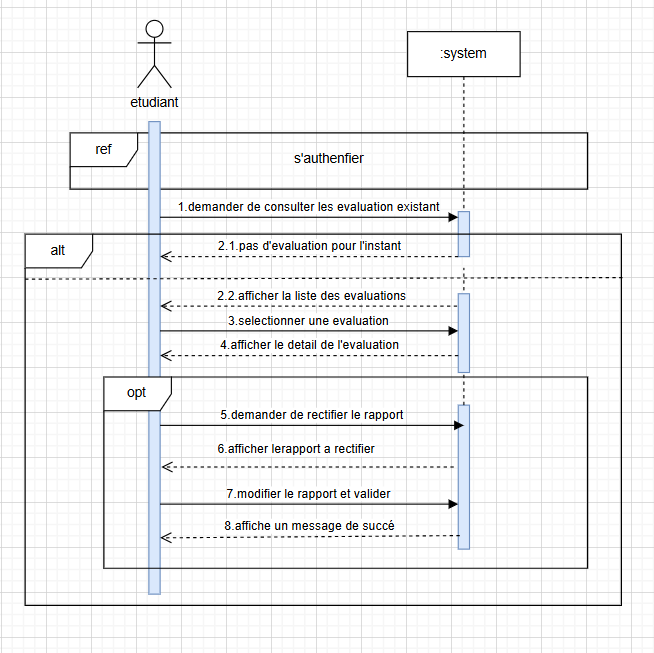 :system
etudiant
ref
s'authenfier
1.demander de consulter les evaluation existant
alt
2.1.pas d'evaluation pour l'instant
2.2.afficher la liste des evaluations
3.selectionner une evaluation
4.afficher le detail de l'evaluation
opt
5.demander de rectifier le rapport
6.afficher lerapport a rectifier
7.modifier le rapport et valider
8.affiche un message de succé